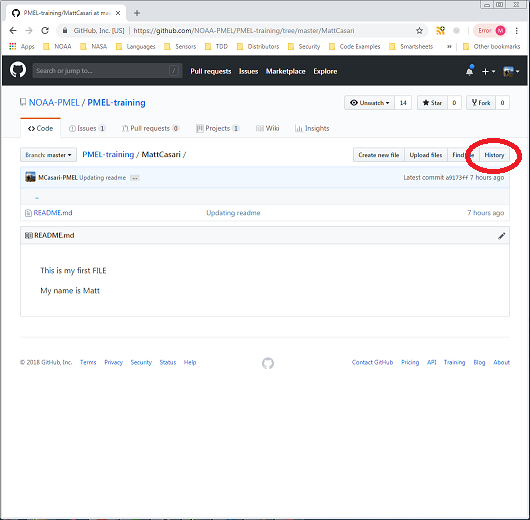 PMEL-training/MattCasari at ma
GitHub, Inc. [US] https://github.com/NOAA-PMEL/PMEL-training/tree/master/MattCasari Error M
Apps NOAA NASA Languages Sensors TDD Distributors Security Code Examples Smartsheets » Other bookmarks
Search or jump to... / Pull requests Issues Marketplace Explore
NOAA-PMEL / PMEL-training Unwatch 14 Star 0 Fork 0
Code Issues 1 Pull requests 0 Projects 1 Wiki Insights
Branch: master PMEL-training / MattCasari / Create new file Upload files Find History
MCasari-PMEL Updating readme ... Latest commit a9173ff 7 hours ago
..
README.md Updating readme 7 hours ago
README.md
This is my first FILE
My name is Matt
© 2018 GitHub, Inc. Terms Privacy Security Status Help Contact GitHub Pricing API Training Blog About